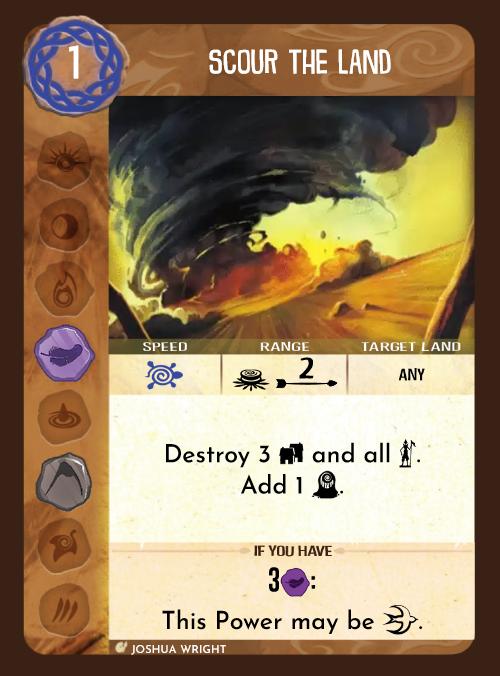 1
SCOUR THE LAND
SPEED RANGE TARGET LAND
2 ANY
Destroy 3 and all .
Add 1 .
IF YOU HAVE
3 :
This Power may be .
JOSHUA WRIGHT